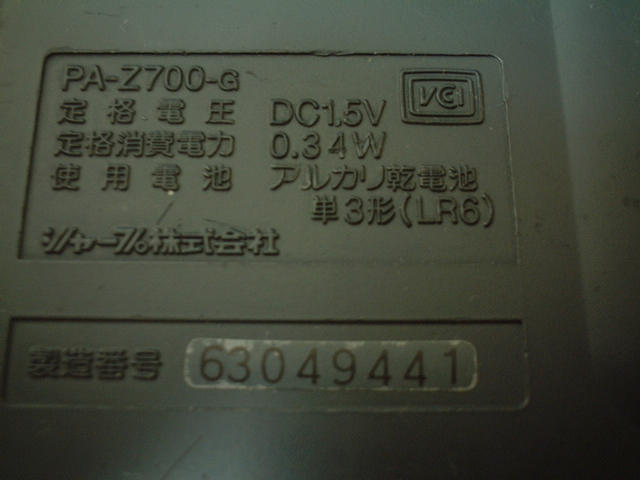 PA-Z700-G
VCI
定格電圧 DC1.5V
定格消費電力 0.34W
使用電池 アルカリ乾電池
単3形(LR6)
シャープ株式会社
製造番号 63049441